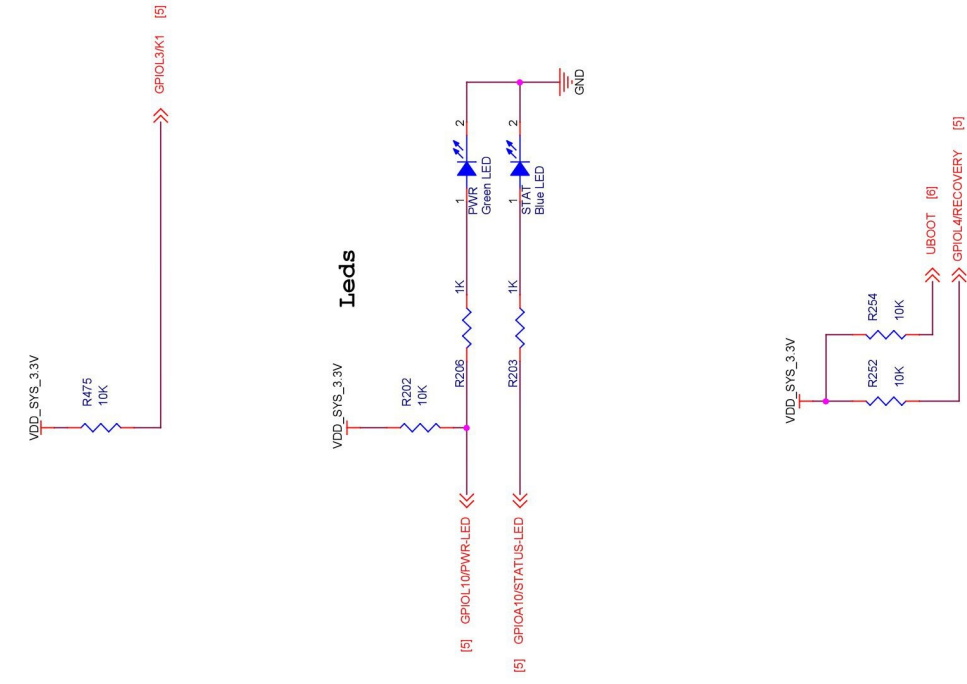 GPIOL3/K1 [5]
VDD_SYS_3.3V
R475
10K
Leds
VDD_SYS_3.3V
R202
10K
[5] GPIOL10/PWR-LED
R206
1K
1
PWR
Green LED
2
[5] GPIOA10/STATUS-LED
R203
1K
1
STAT
Blue LED
2
GND
VDD_SYS_3.3V
R254
10K
R252
10K
UBOOT [6]
GPIOL4/RECOVERY [5]